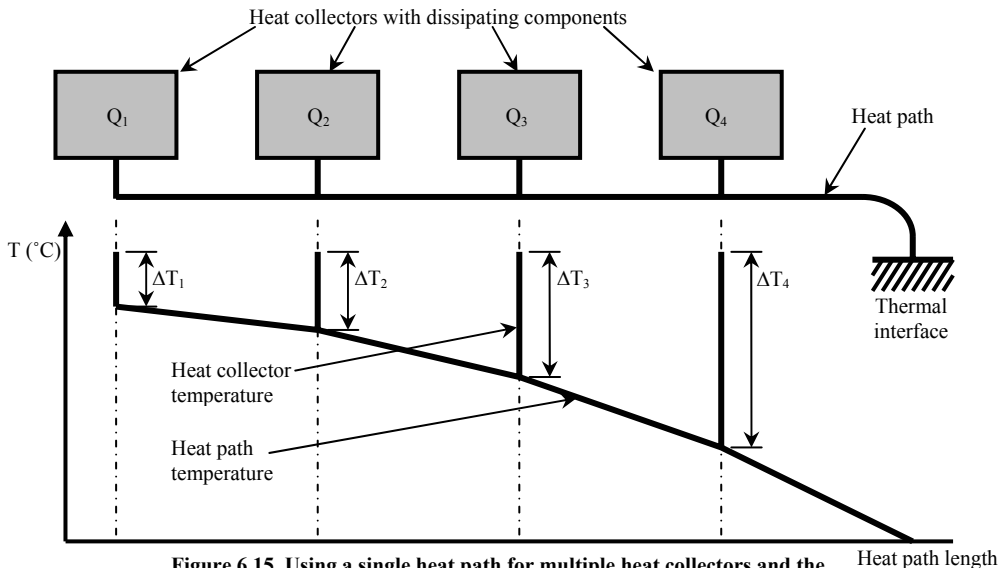 Heat collectors with dissipating components
Q₁
Q₂
Q₃
Q₄
Heat path
T (˚C)
ΔT₁
ΔT₂
ΔT₃
ΔT₄
Thermal
interface
Heat collector
temperature
Heat path
temperature
Heat path length
Figure 6.15 Using a single heat path for multiple heat collectors and the